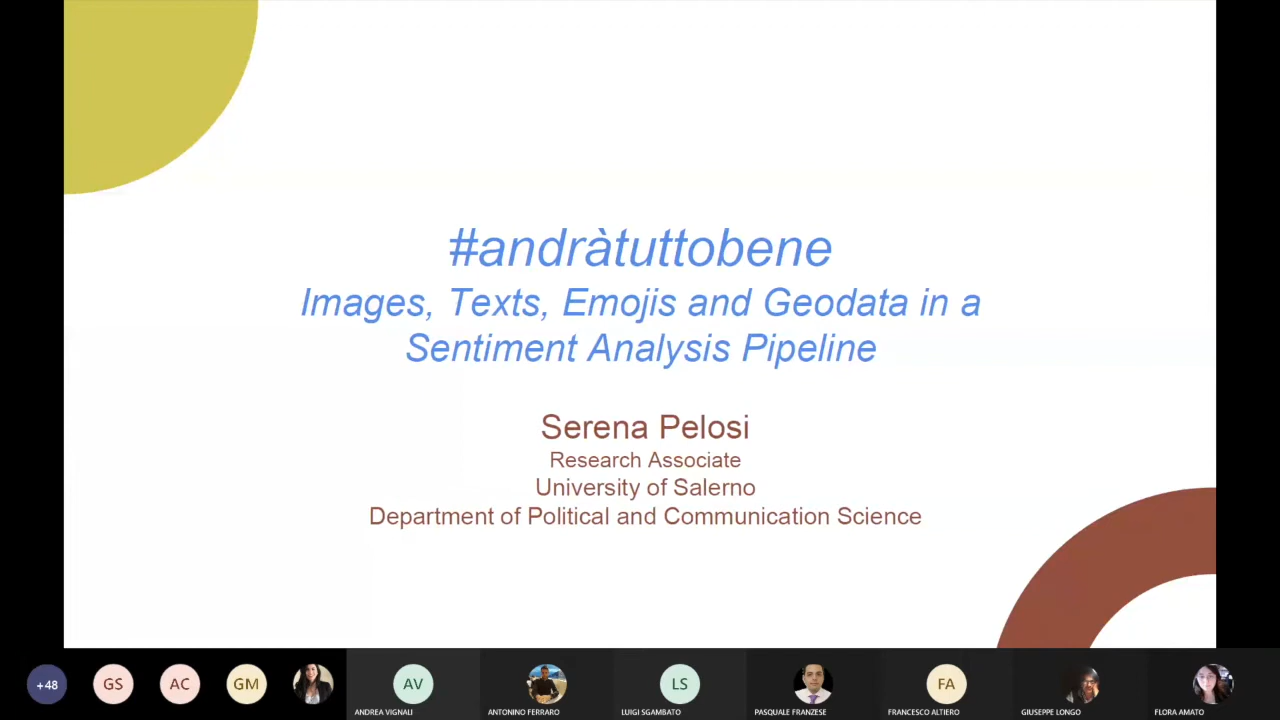 #andràtuttobene
Images, Texts, Emojis and Geodata in a
Sentiment Analysis Pipeline
Serena Pelosi
Research Associate
University of Salerno
Department of Political and Communication Science
+48
GS
AC
GM
AV
LS
FA
ANDREA VIGNALI
ANTONINO FERRARO
LUIGI SGAMBATO
PASQUALE FRANZESE
FRANCESCO ALTIERO
GIUSEPPE LONGO
FLORA AMATO